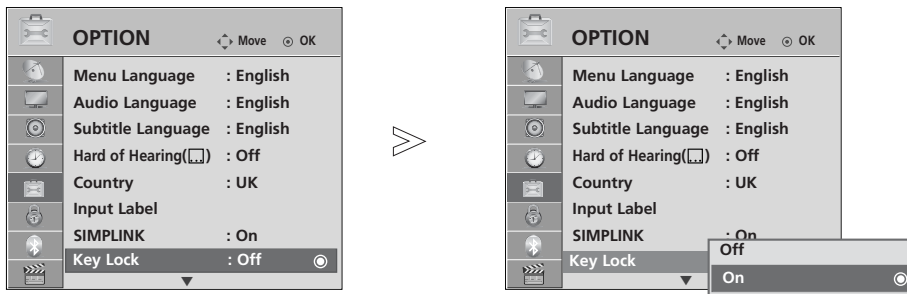 OPTION Move OK
Menu Language : English
Audio Language : English
Subtitle Language : English
Hard of Hearing( ) : Off
Country : UK
Input Label
SIMPLINK : On
Key Lock : Off
OPTION Move OK
Menu Language : English
Audio Language : English
Subtitle Language : English
Hard of Hearing( ) : Off
Country : UK
Input Label
SIMPLINK : On
Key Lock
Off
On